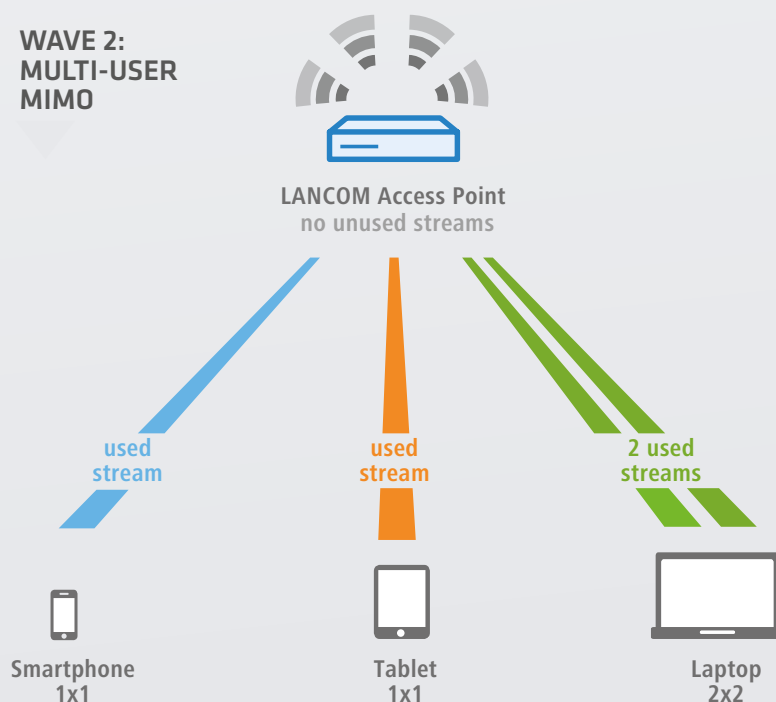 WAVE 2:
MULTI-USER
MIMO
LANCOM Access Point
no unused streams
used
stream
used
stream
2 used
streams
Smartphone
1x1
Tablet
1x1
Laptop
2x2